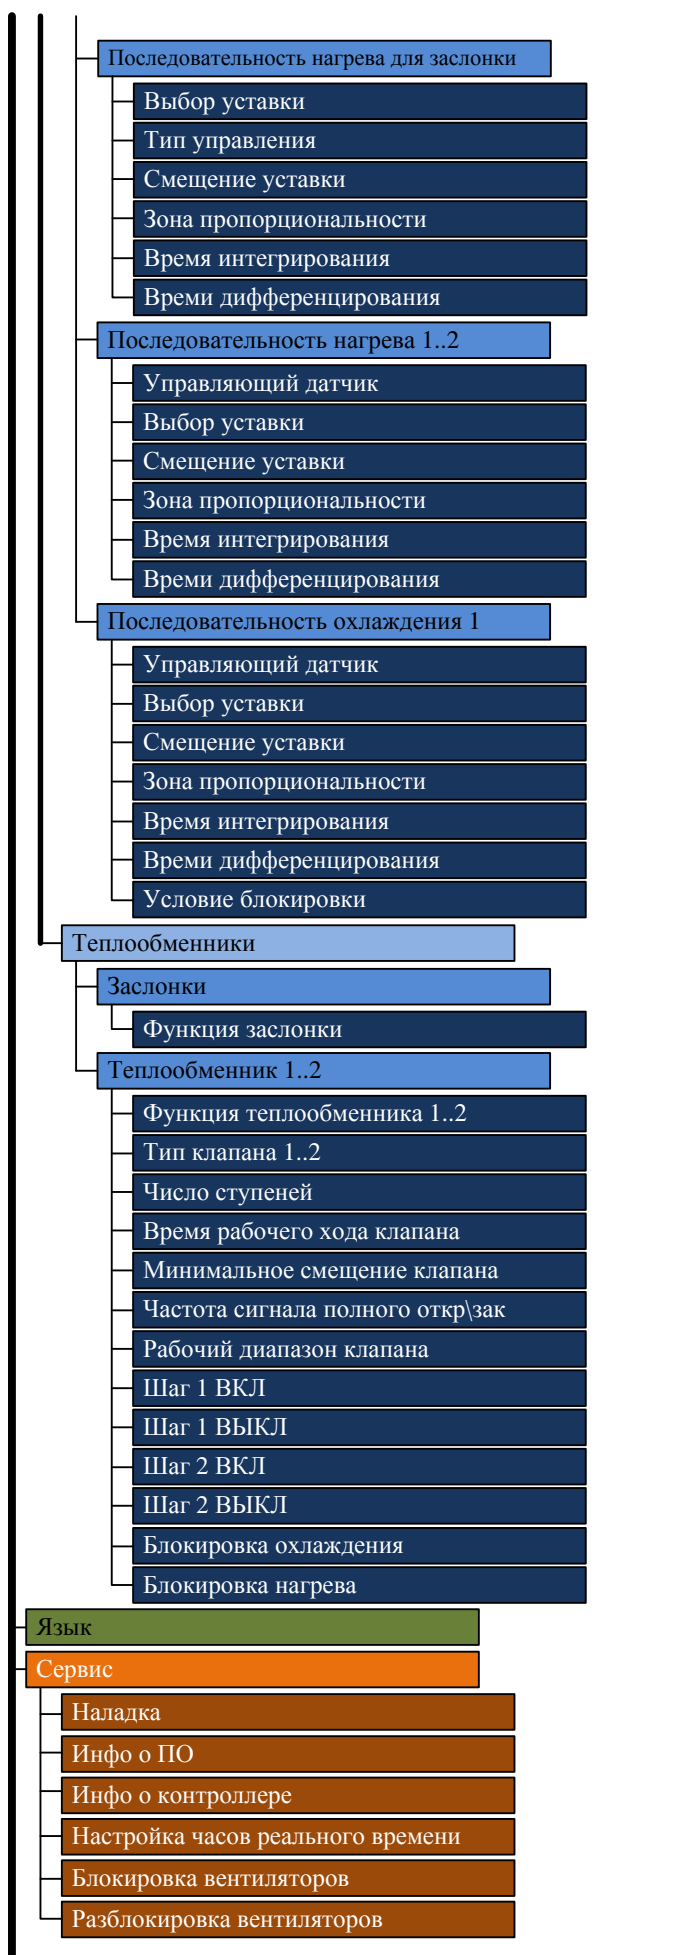 Последовательность нагрева для заслонки
Выбор уставки
Тип управления
Смещение уставки
Зона пропорциональности
Время интегрирования
Времи дифференцирования
Последовательность нагрева 1..2
Управляющий датчик
Выбор уставки
Смещение уставки
Зона пропорциональности
Время интегрирования
Времи дифференцирования
Последовательность охлаждения 1
Управляющий датчик
Выбор уставки
Смещение уставки
Зона пропорциональности
Время интегрирования
Времи дифференцирования
Условие блокировки
Теплообменники
Заслонки
Функция заслонки
Теплообменник 1..2
Функция теплообменника 1..2
Тип клапана 1..2
Число ступеней
Время рабочего хода клапана
Минимальное смещение клапана
Частота сигнала полного откр\зак
Рабочий диапазон клапана
Шаг 1 ВКЛ
Шаг 1 ВЫКЛ
Шаг 2 ВКЛ
Шаг 2 ВЫКЛ
Блокировка охлаждения
Блокировка нагрева
Язык
Сервис
Наладка
Инфо о ПО
Инфо о контроллере
Настройка часов реального времени
Блокировка вентиляторов
Разблокировка вентиляторов